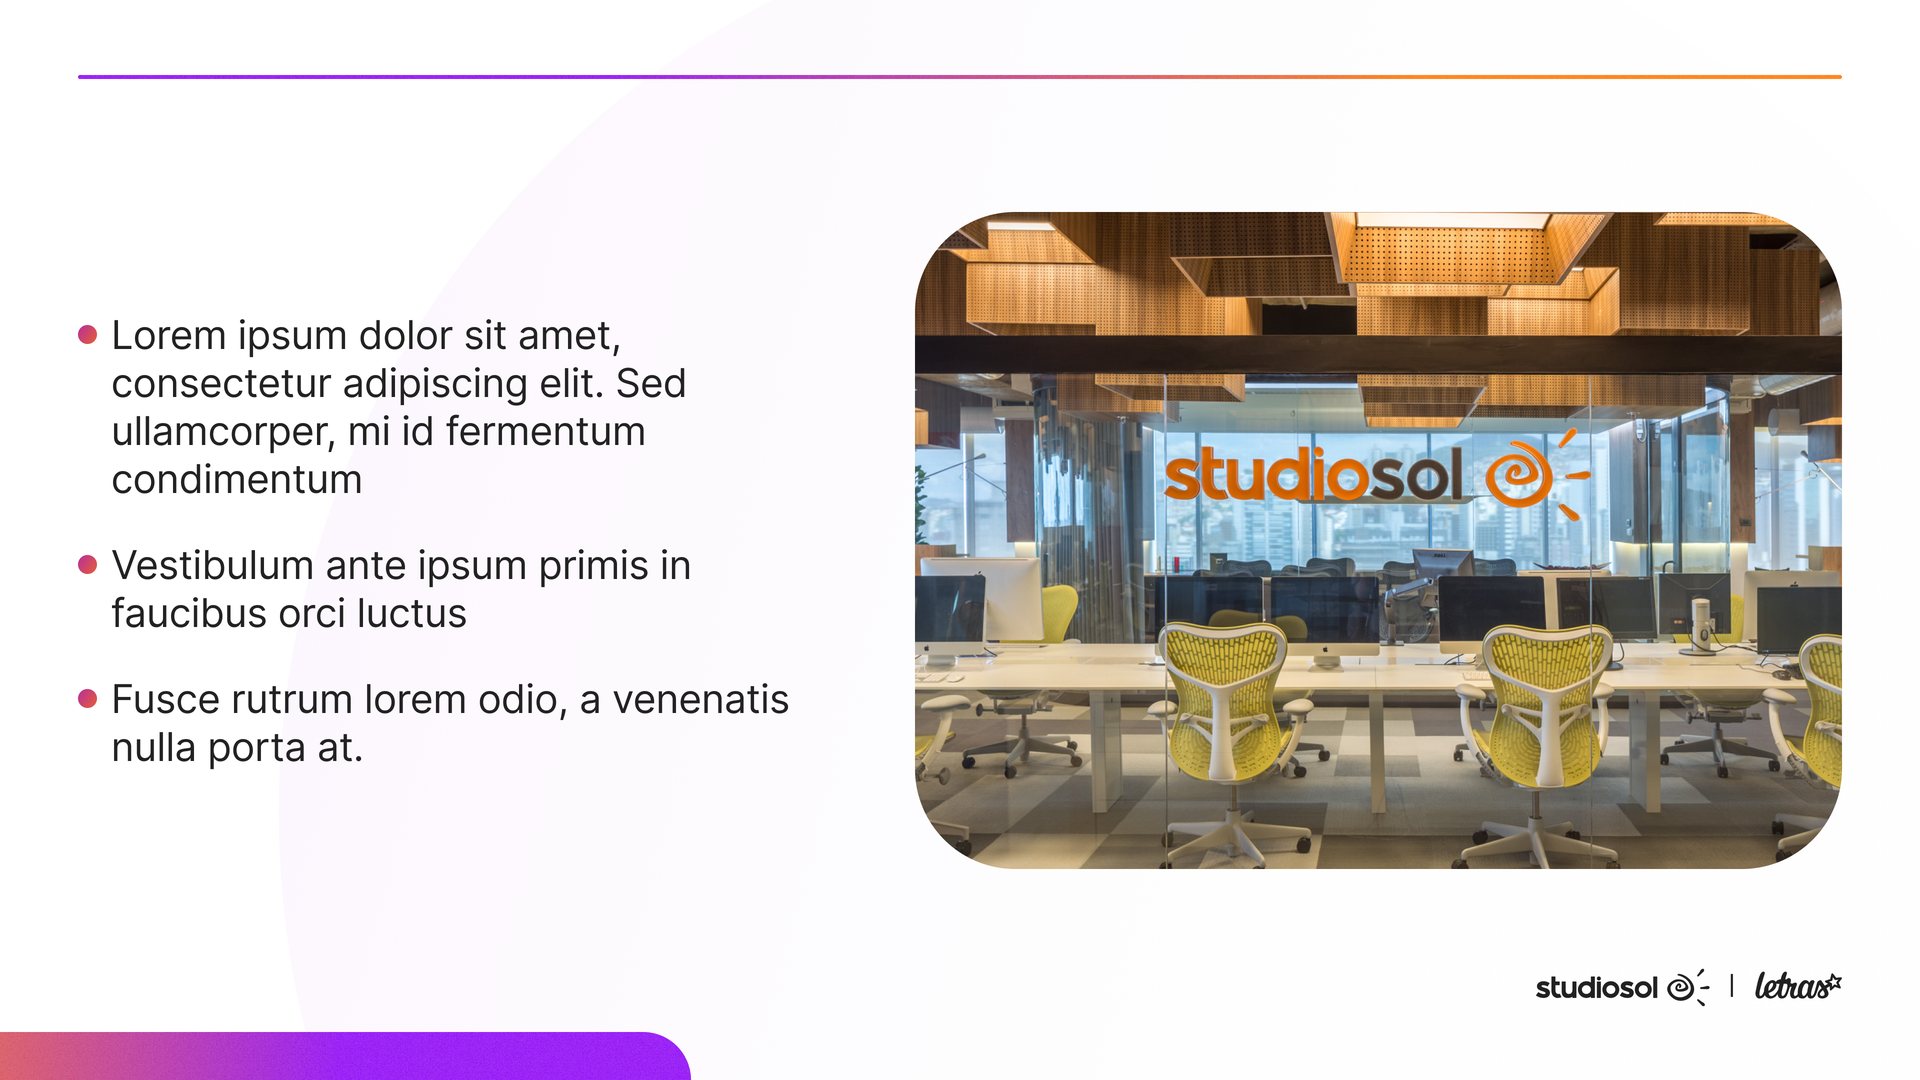 Lorem ipsum dolor sit amet,
consectetur adipiscing elit. Sed
ullamcorper, mi id fermentum
condimentum
Vestibulum ante ipsum primis in
faucibus orci luctus
Fusce rutrum lorem odio, a venenatis
nulla porta at.
studiosol
studiosol | letras